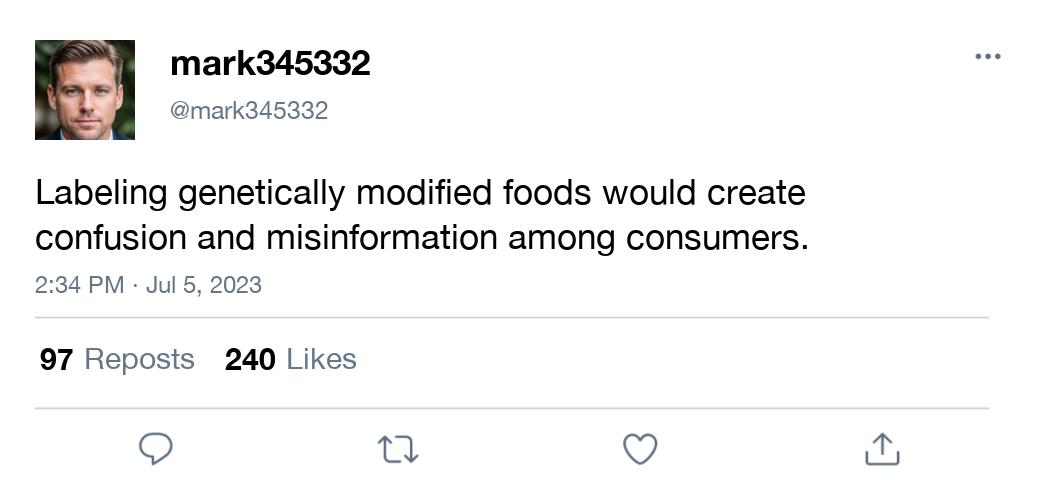 mark345332
@mark345332
Labeling genetically modified foods would create
confusion and misinformation among consumers.
2:34 PM · Jul 5, 2023
97 Reposts 240 Likes